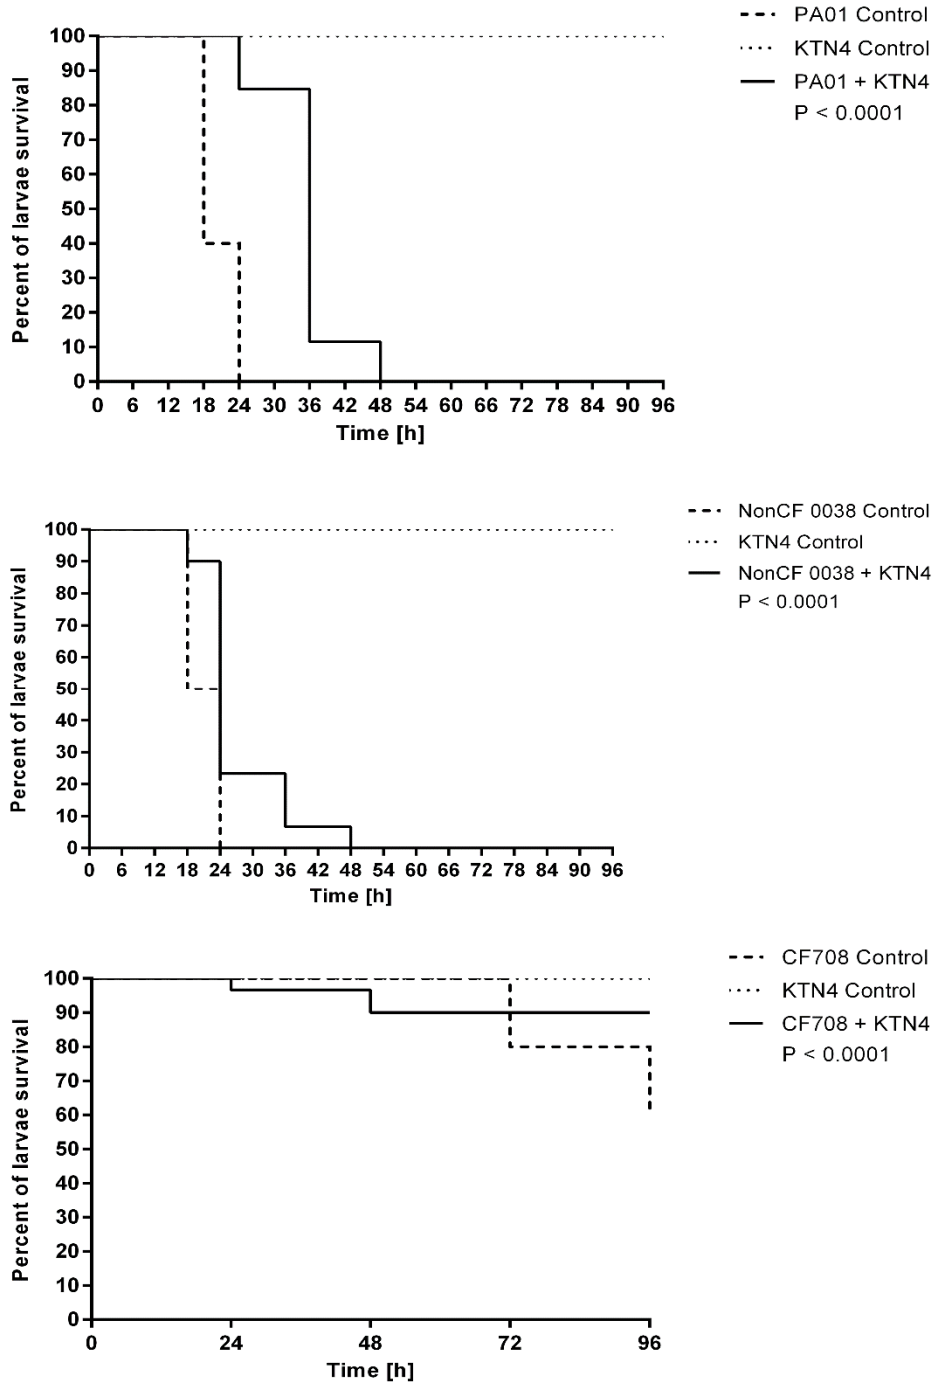 PA01 Control
KTN4 Control
PA01 + KTN4
P < 0.0001
Percent of larvae survival
100
90
80
70
60
50
40
30
20
10
0
0 6 12 18 24 30 36 42 48 54 60 66 72 78 84 90 96
Time [h]
NonCF 0038 Control
KTN4 Control
NonCF 0038 + KTN4
P < 0.0001
Percent of larvae survival
100
90
80
70
60
50
40
30
20
10
0
0 6 12 18 24 30 36 42 48 54 60 66 72 78 84 90 96
Time [h]
CF708 Control
KTN4 Control
CF708 + KTN4
P < 0.0001
Percent of larvae survival
100
90
80
70
60
50
40
30
20
10
0
0 24 48 72 96
Time [h]